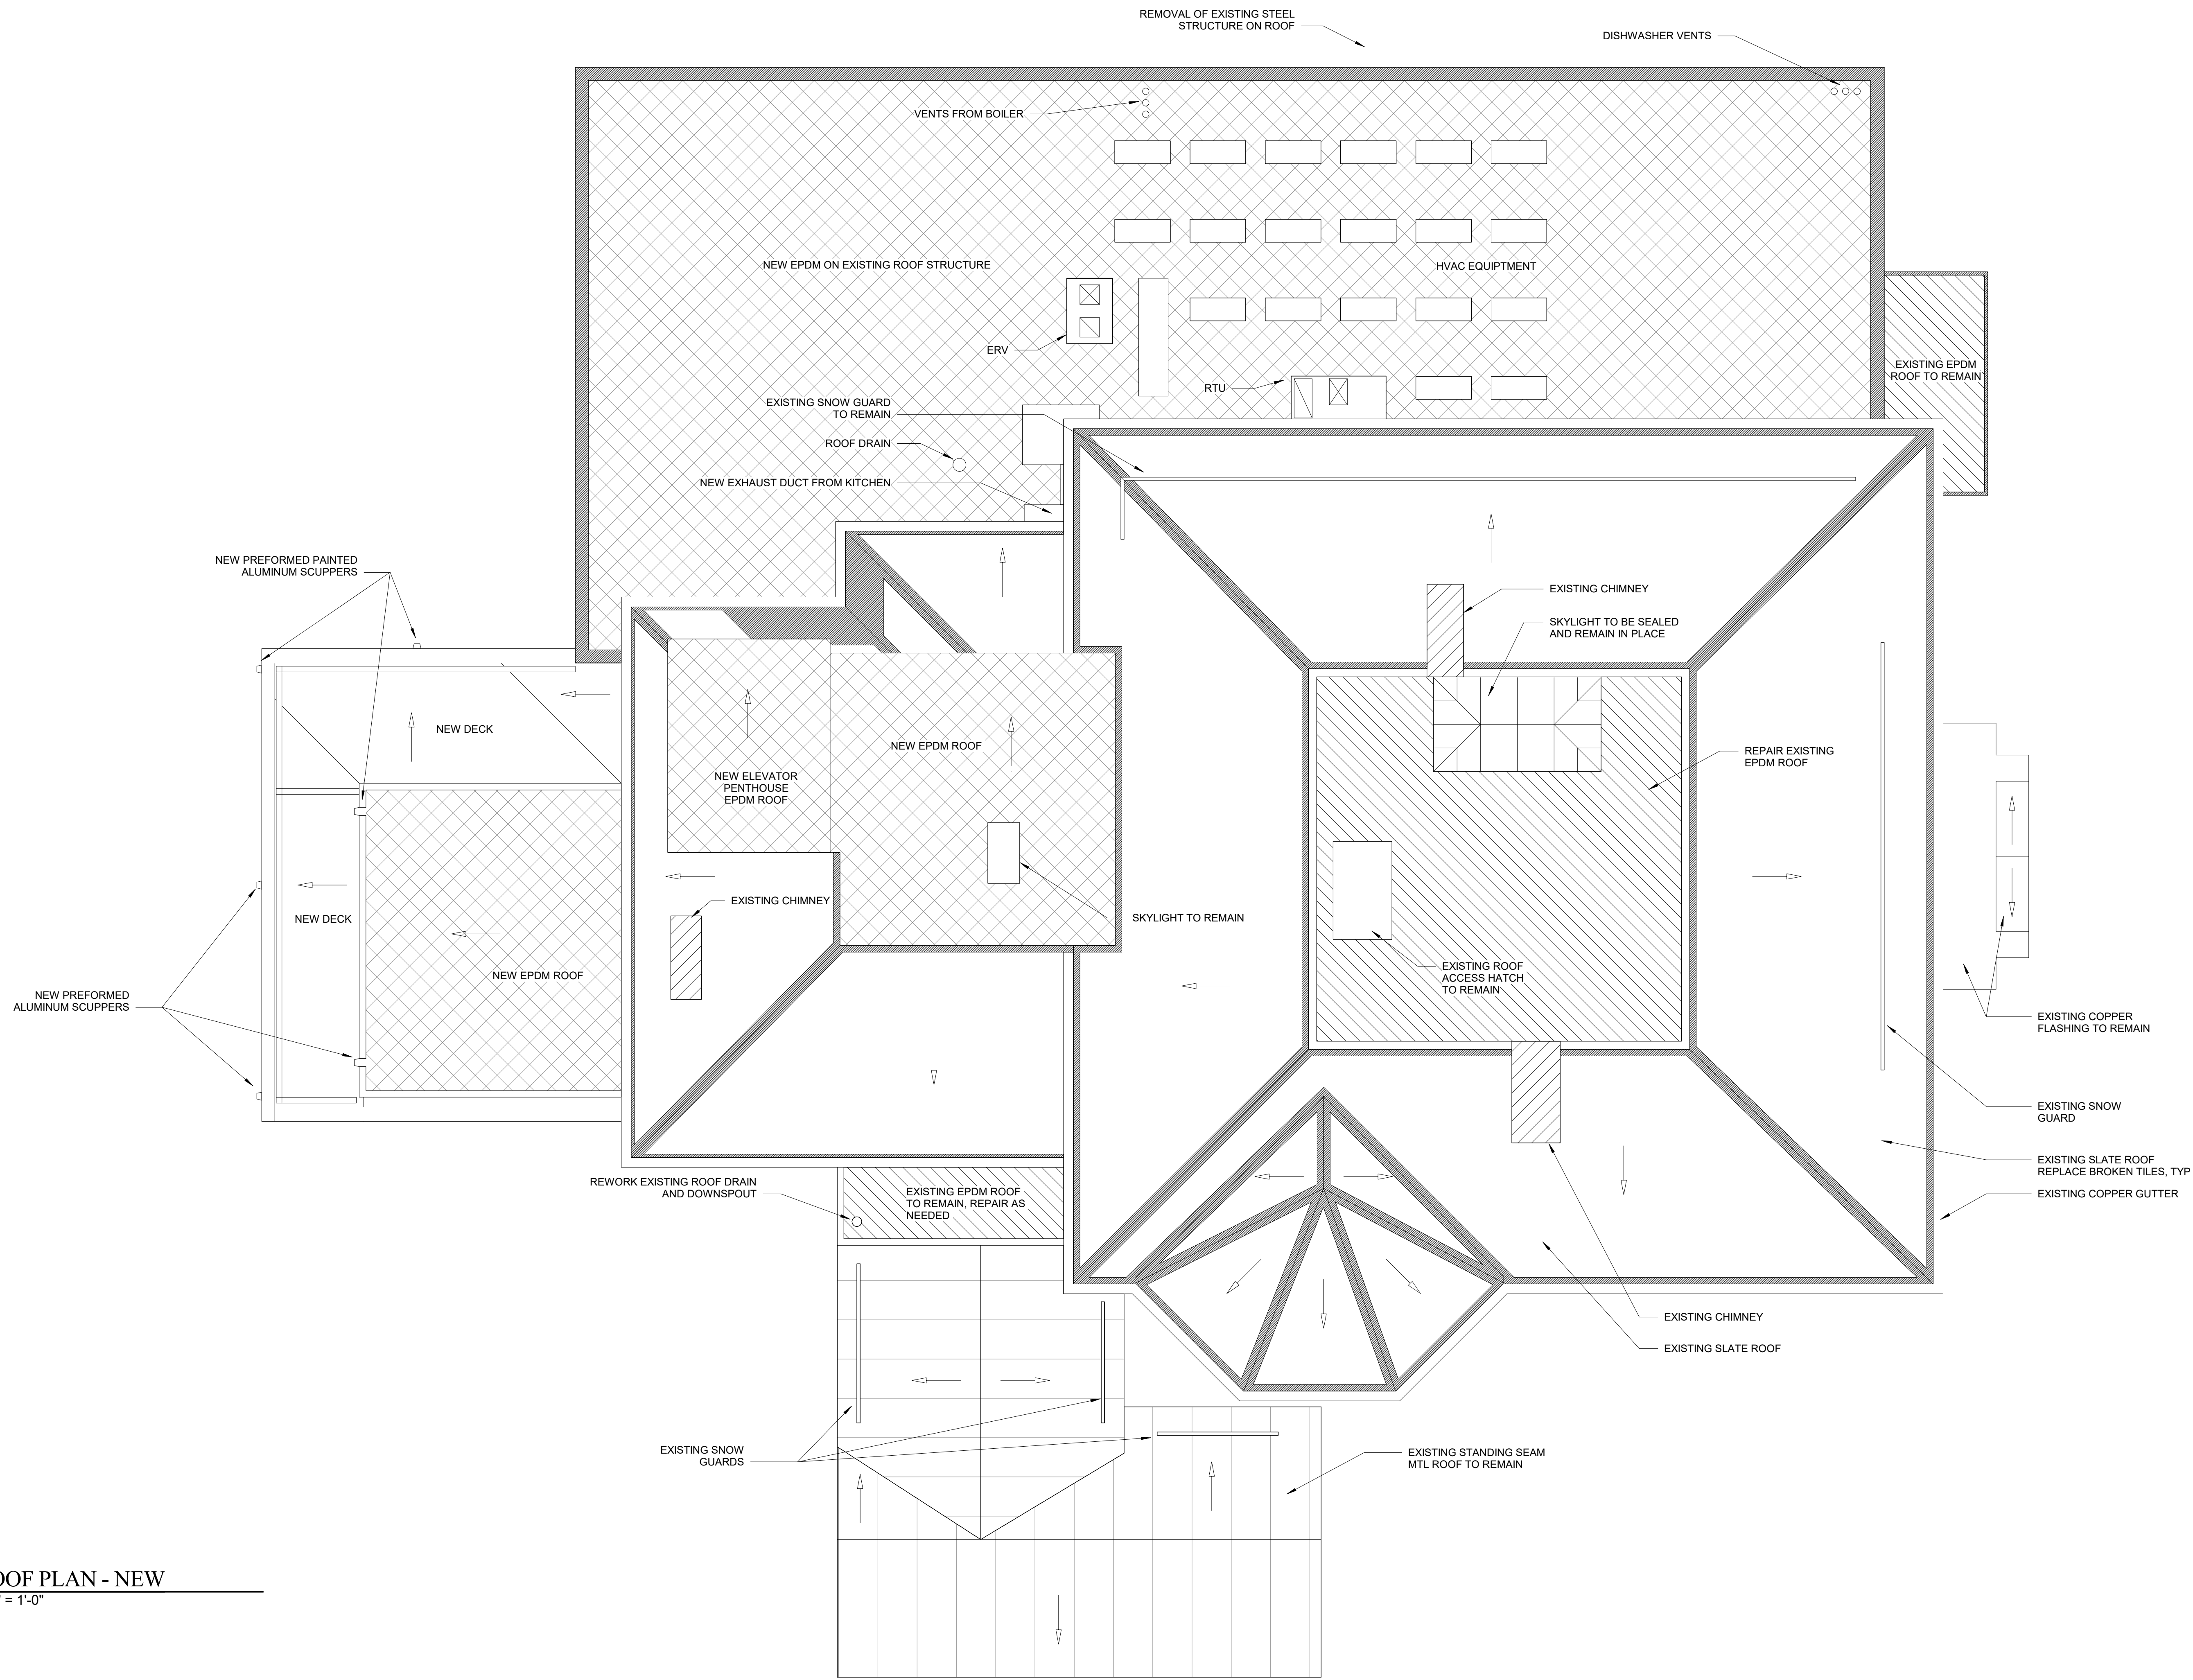 REMOVAL OF EXISTING STEEL
STRUCTURE ON ROOF
DISHWASHER VENTS
VENTS FROM BOILER
NEW EPDM ON EXISTING ROOF STRUCTURE
HVAC EQUIPTMENT
ERV
RTU
EXISTING EPDM
ROOF TO REMAIN
EXISTING SNOW GUARD
TO REMAIN
ROOF DRAIN
NEW EXHAUST DUCT FROM KITCHEN
NEW PREFORMED PAINTED
ALUMINUM SCUPPERS
EXISTING CHIMNEY
SKYLIGHT TO BE SEALED
AND REMAIN IN PLACE
NEW DECK
NEW EPDM ROOF
REPAIR EXISTING
EPDM ROOF
NEW ELEVATOR
PENTHOUSE
EPDM ROOF
EXISTING CHIMNEY
SKYLIGHT TO REMAIN
NEW DECK
NEW EPDM ROOF
EXISTING ROOF
ACCESS HATCH
TO REMAIN
NEW PREFORMED
ALUMINUM SCUPPERS
EXISTING COPPER
FLASHING TO REMAIN
EXISTING SNOW
GUARD
EXISTING SLATE ROOF
REPLACE BROKEN TILES, TYP
EXISTING COPPER GUTTER
REWORK EXISTING ROOF DRAIN
AND DOWNSPOUT
EXISTING EPDM ROOF
TO REMAIN, REPAIR AS
NEEDED
EXISTING CHIMNEY
EXISTING SLATE ROOF
EXISTING SNOW
GUARDS
EXISTING STANDING SEAM
MTL ROOF TO REMAIN
OOF PLAN - NEW
" = 1'-0"